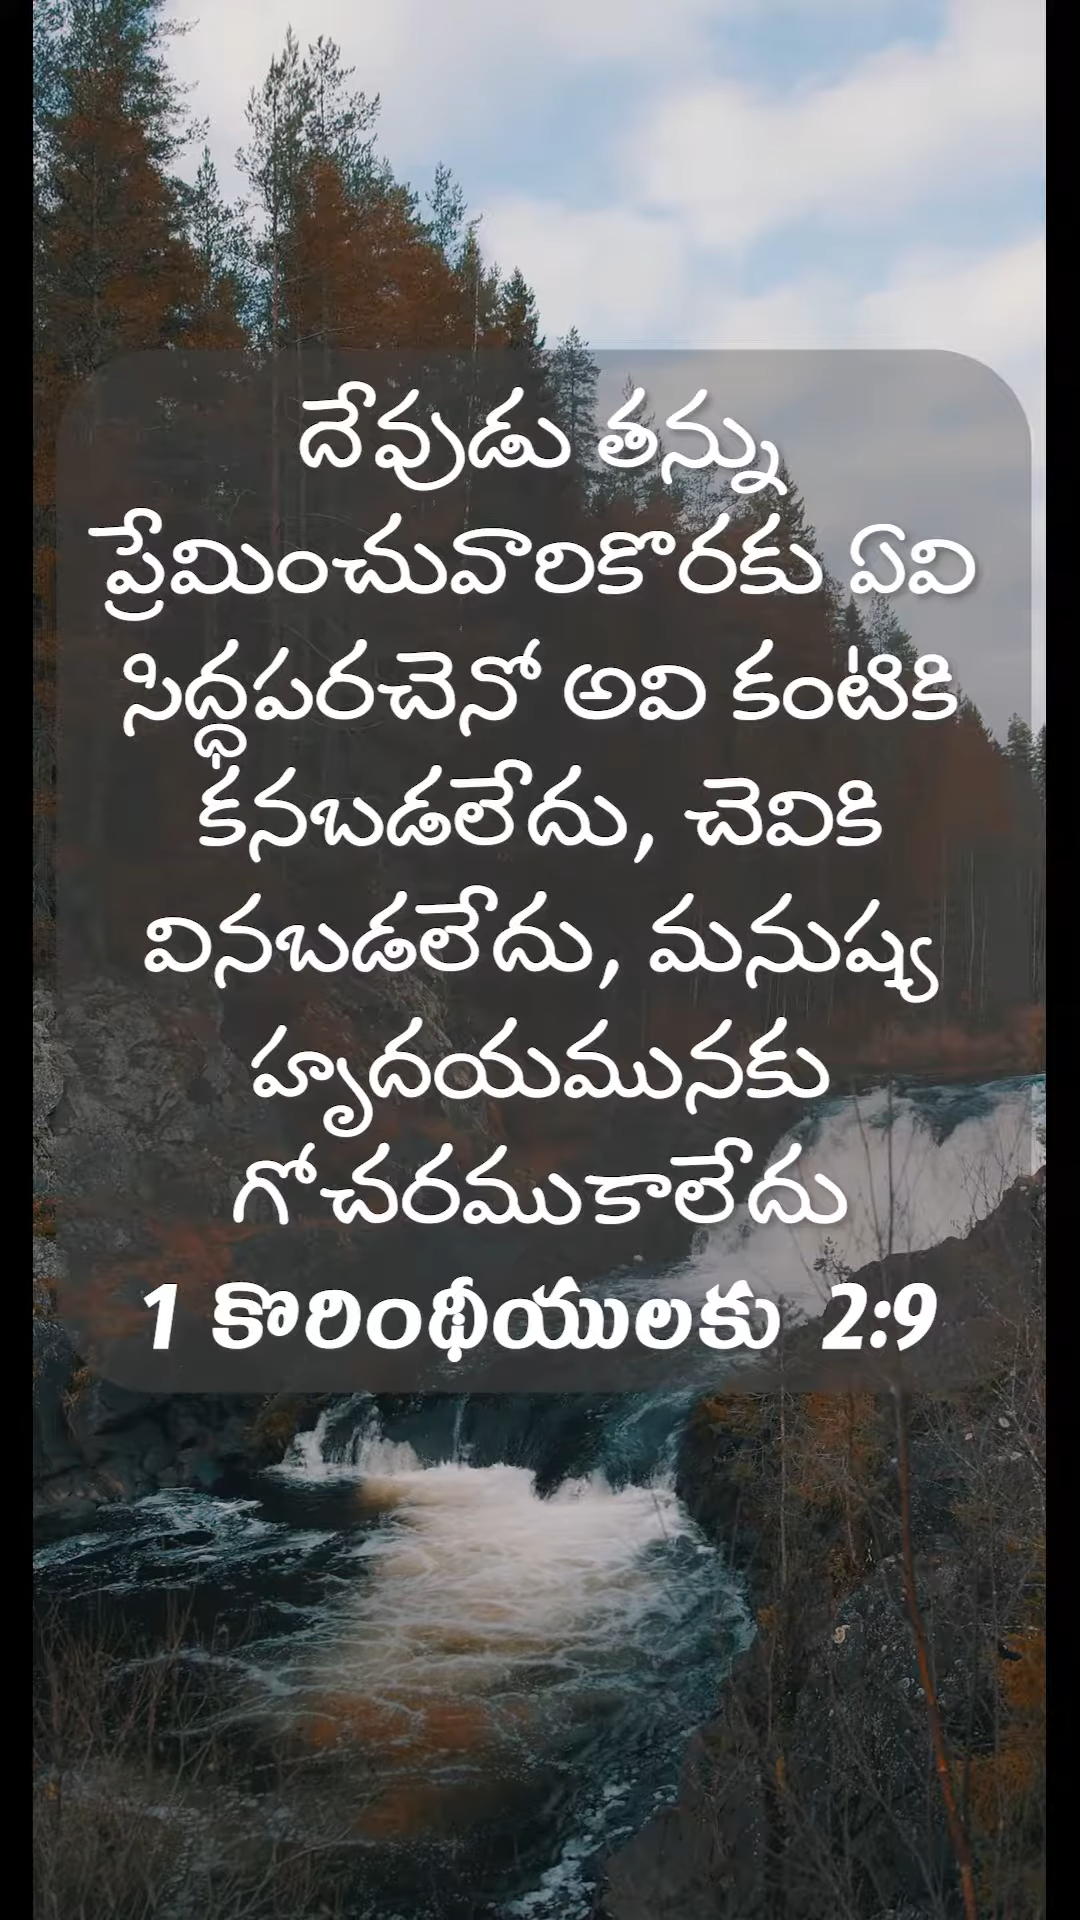 దేవుడు తన్ను
ప్రేమించువారికొరకు ఏవి
సిద్ధపరచెనో అవి కంటికి
కనబడలేదు, చెవికి
వినబడలేదు, మనుష్య
హృదయమునకు
గోచరముకాలేదు
1 కొరింథీయులకు 2:9